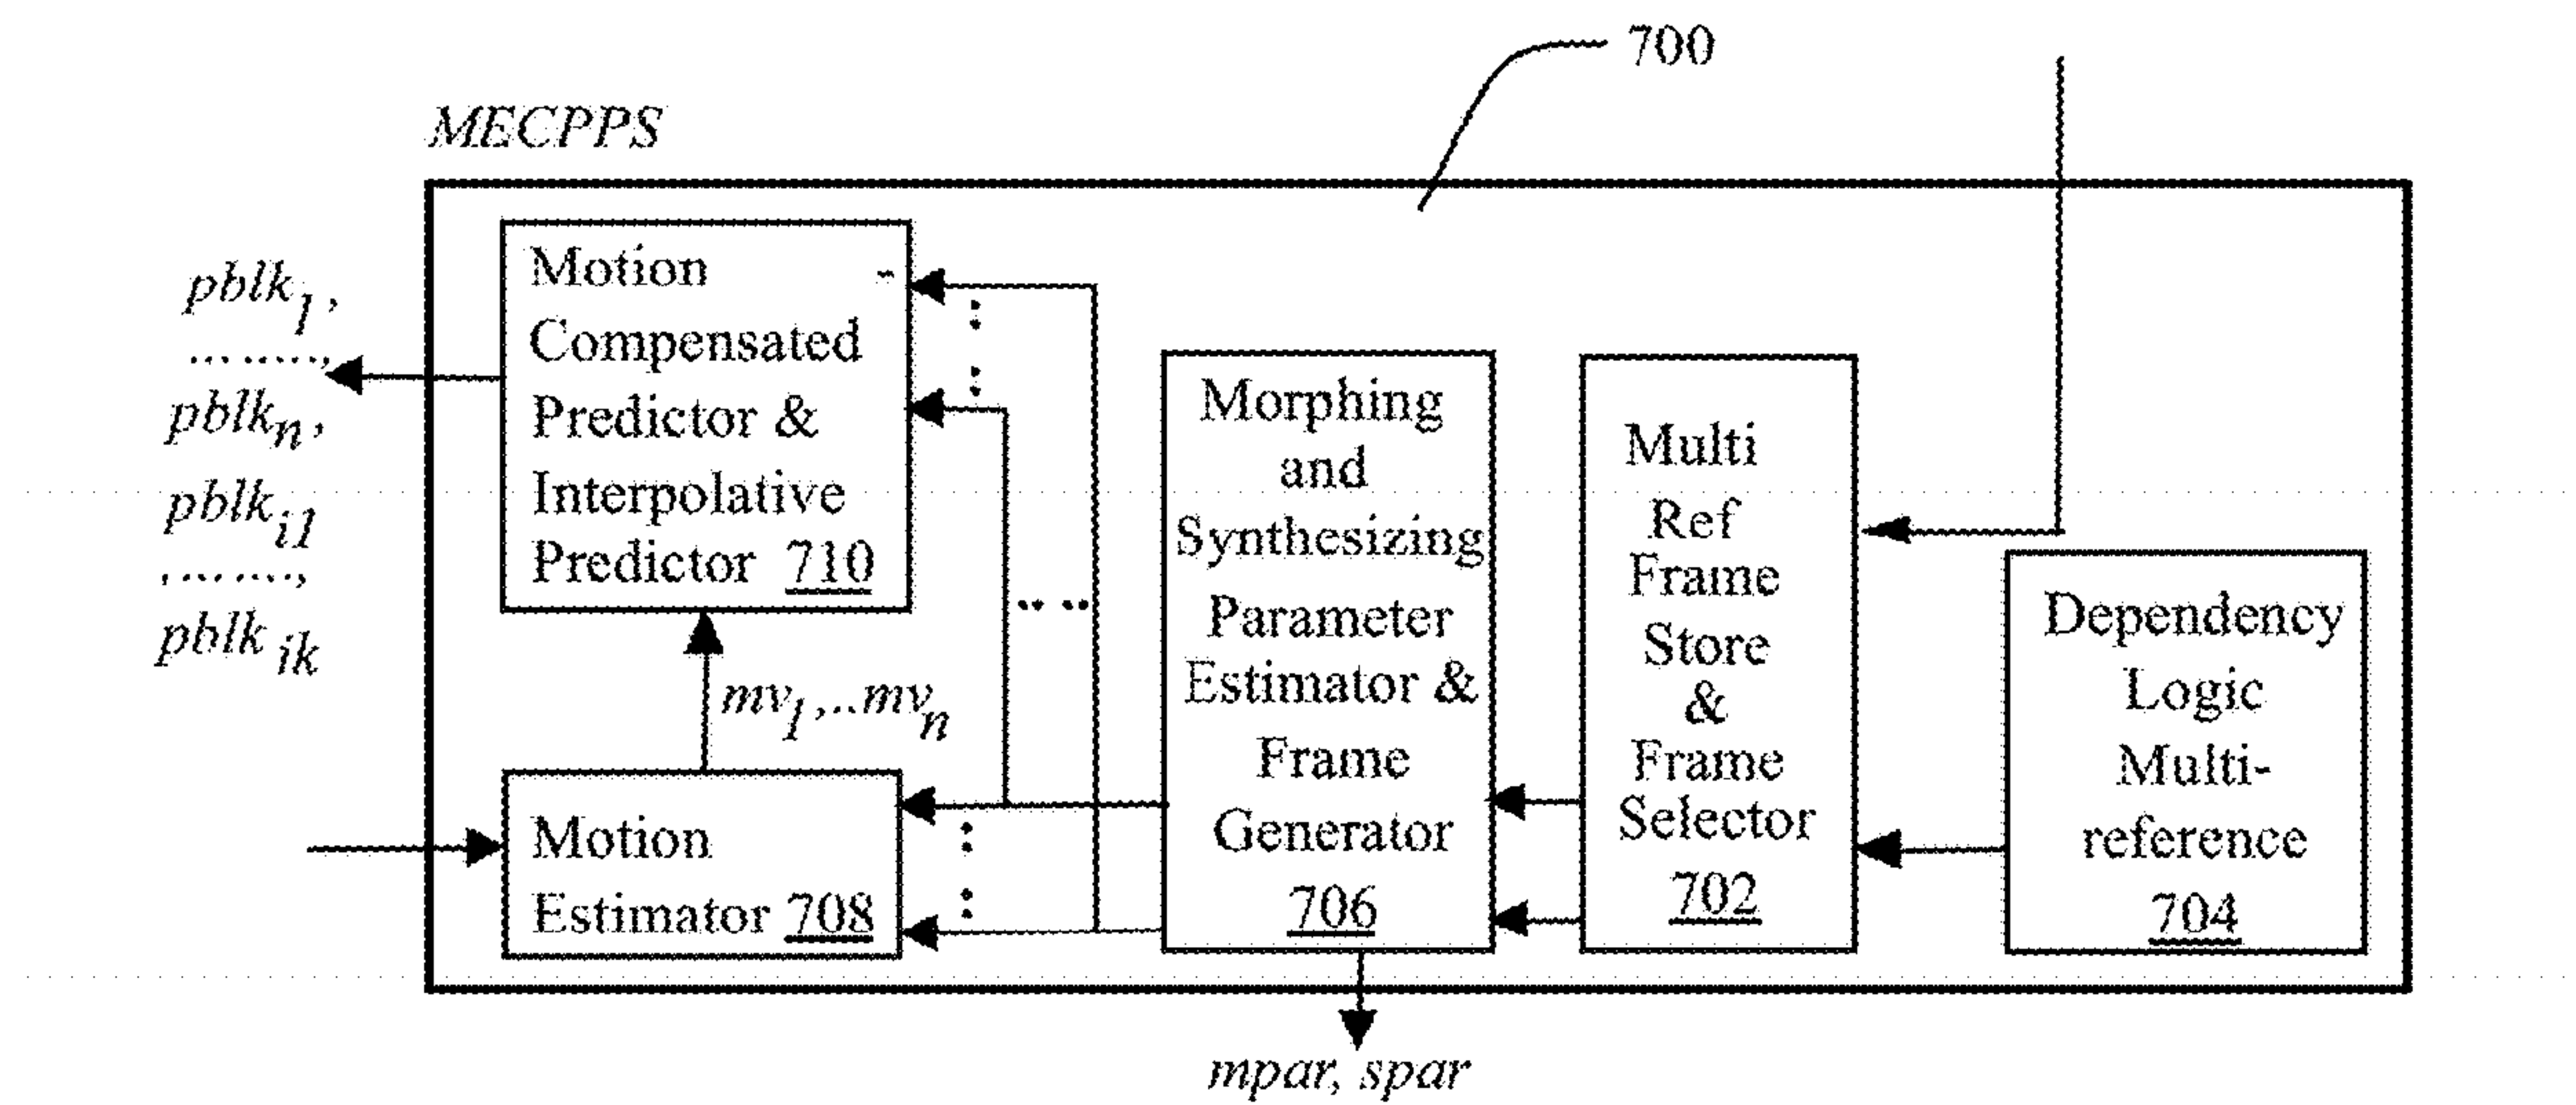 700
MECPPS
pblk1,
.........,
pblkn,
pblki1
........,
pblk ik
Motion
Compensated
Predictor &
Interpolative
Predictor 710
mv1,..mvn
Motion
Estimator 708
Morphing
and
Synthesizing
Parameter
Estimator &
Frame
Generator
706
Multi
Ref
Frame
Store
&
Frame
Selector
702
Dependency
Logic
Multi-
reference
704
mpar, spar